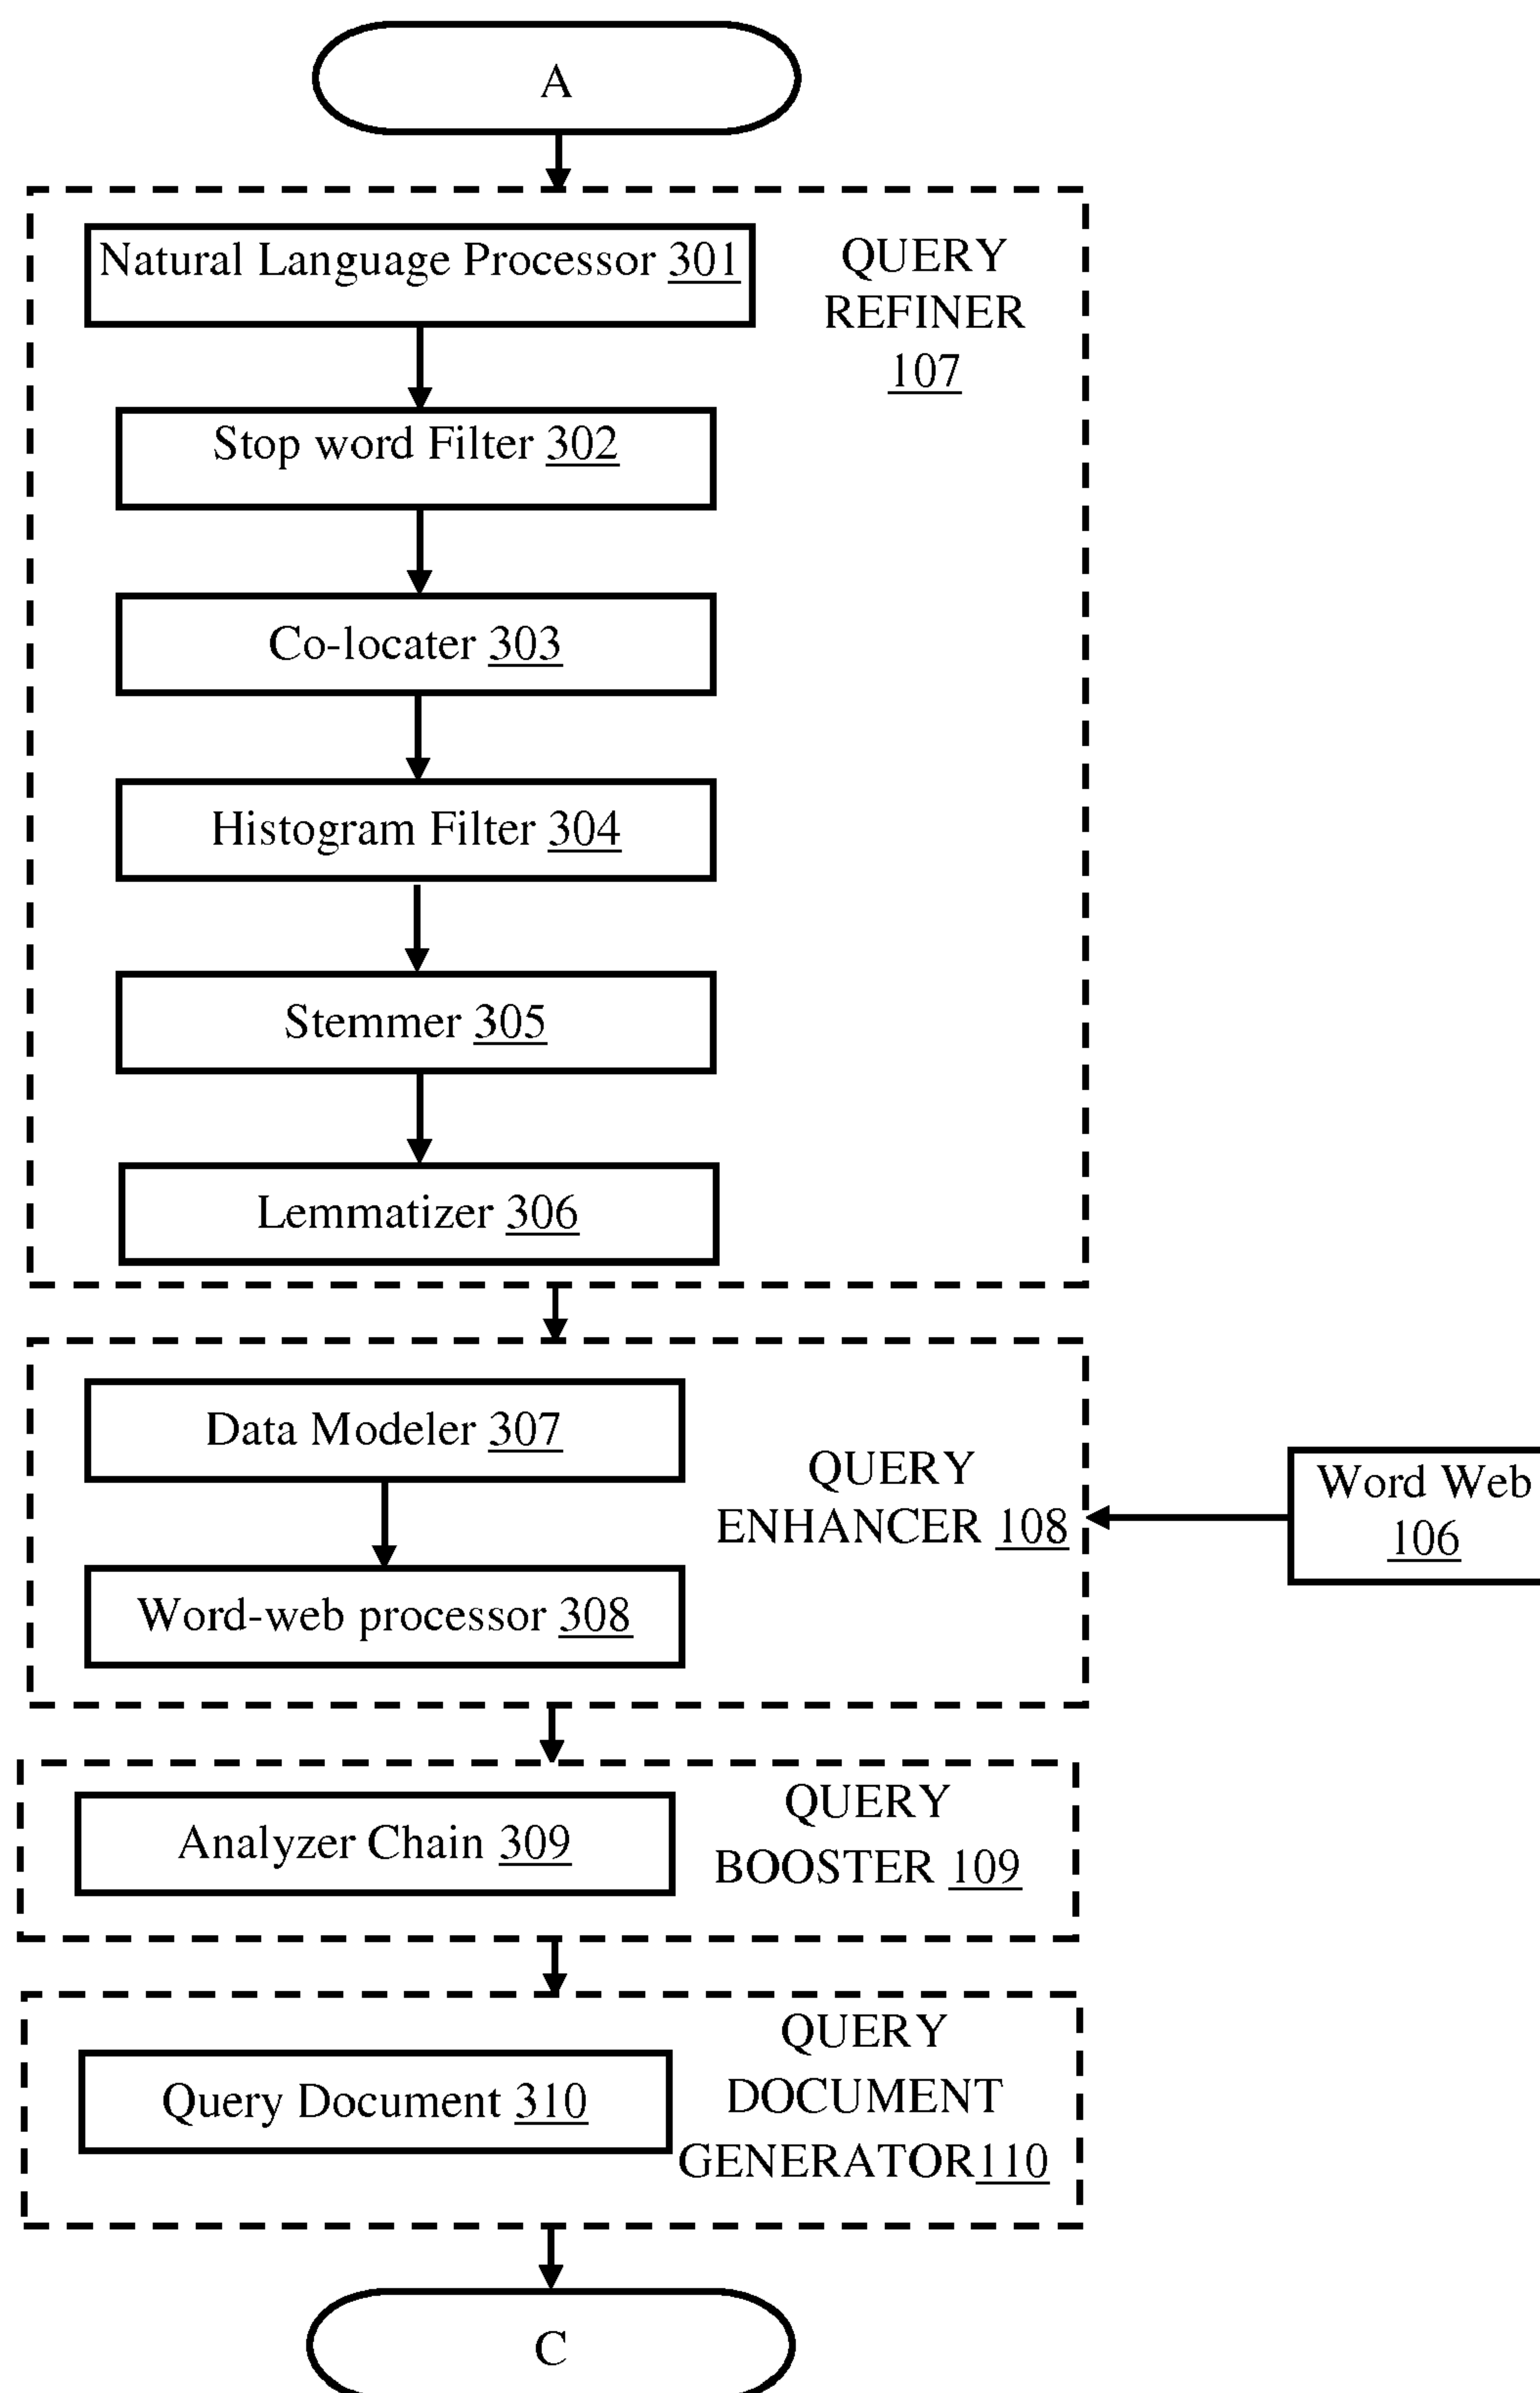 A
Natural Language Processor 301
QUERY
REFINER
107
Stop word Filter 302
Co-locater 303
Histogram Filter 304
Stemmer 305
Lemmatizer 306
Data Modeler 307
QUERY
ENHANCER 108
Word Web
106
Word-web processor 308
Analyzer Chain 309
QUERY
BOOSTER 109
Query Document 310
QUERY
DOCUMENT
GENERATOR110
C